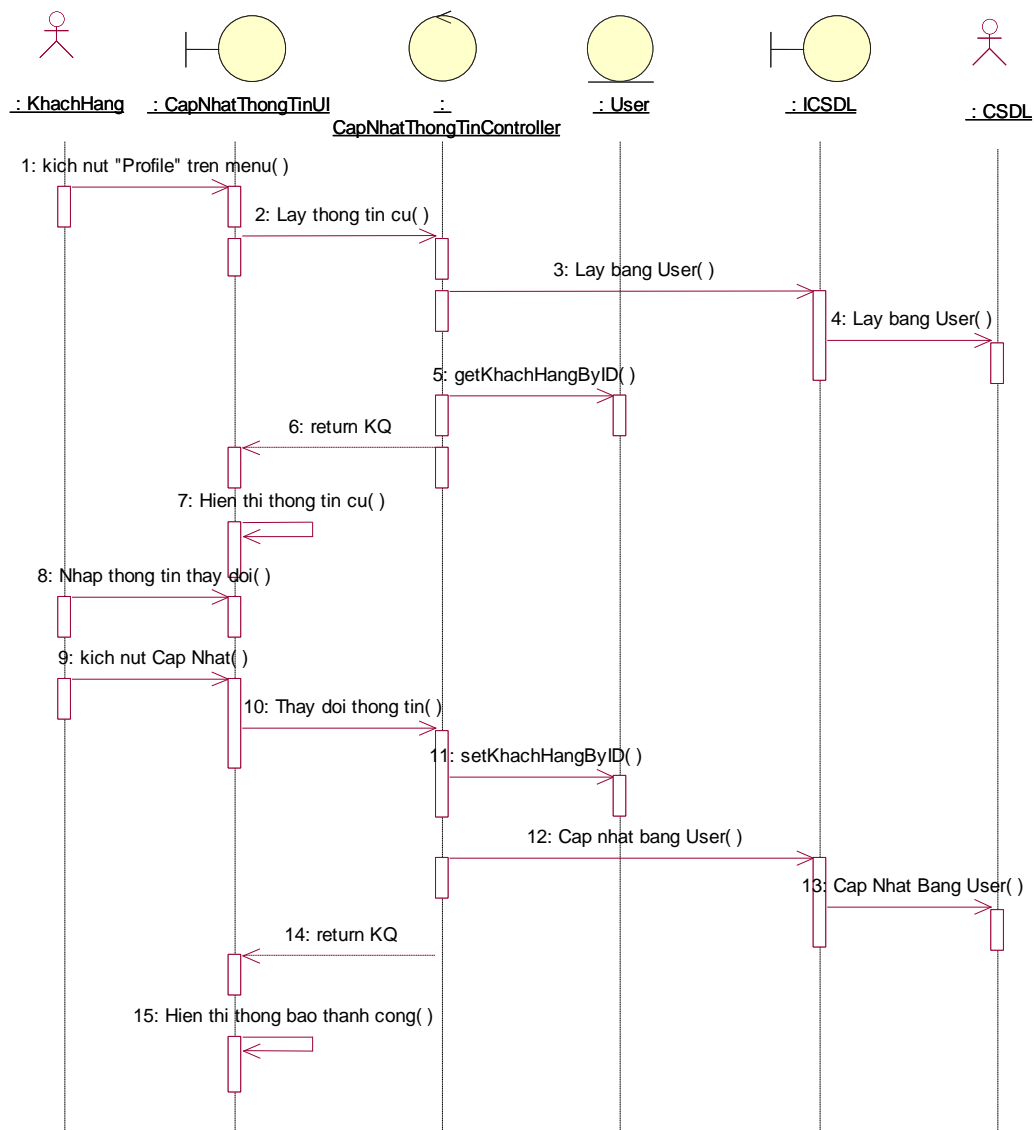 : KhachHang
: CapNhatThongTinUI
:
CapNhatThongTinController
: User
: ICSDL
: CSDL
1: kich nut "Profile" tren menu( )
2: Lay thong tin cu( )
3: Lay bang User( )
4: Lay bang User( )
5: getKhachHangByID( )
6: return KQ
7: Hien thi thong tin cu( )
8: Nhap thong tin thay doi( )
9: kich nut Cap Nhat( )
10: Thay doi thong tin( )
11: setKhachHangByID( )
12: Cap nhat bang User( )
13: Cap Nhat Bang User( )
14: return KQ
15: Hien thi thong bao thanh cong( )